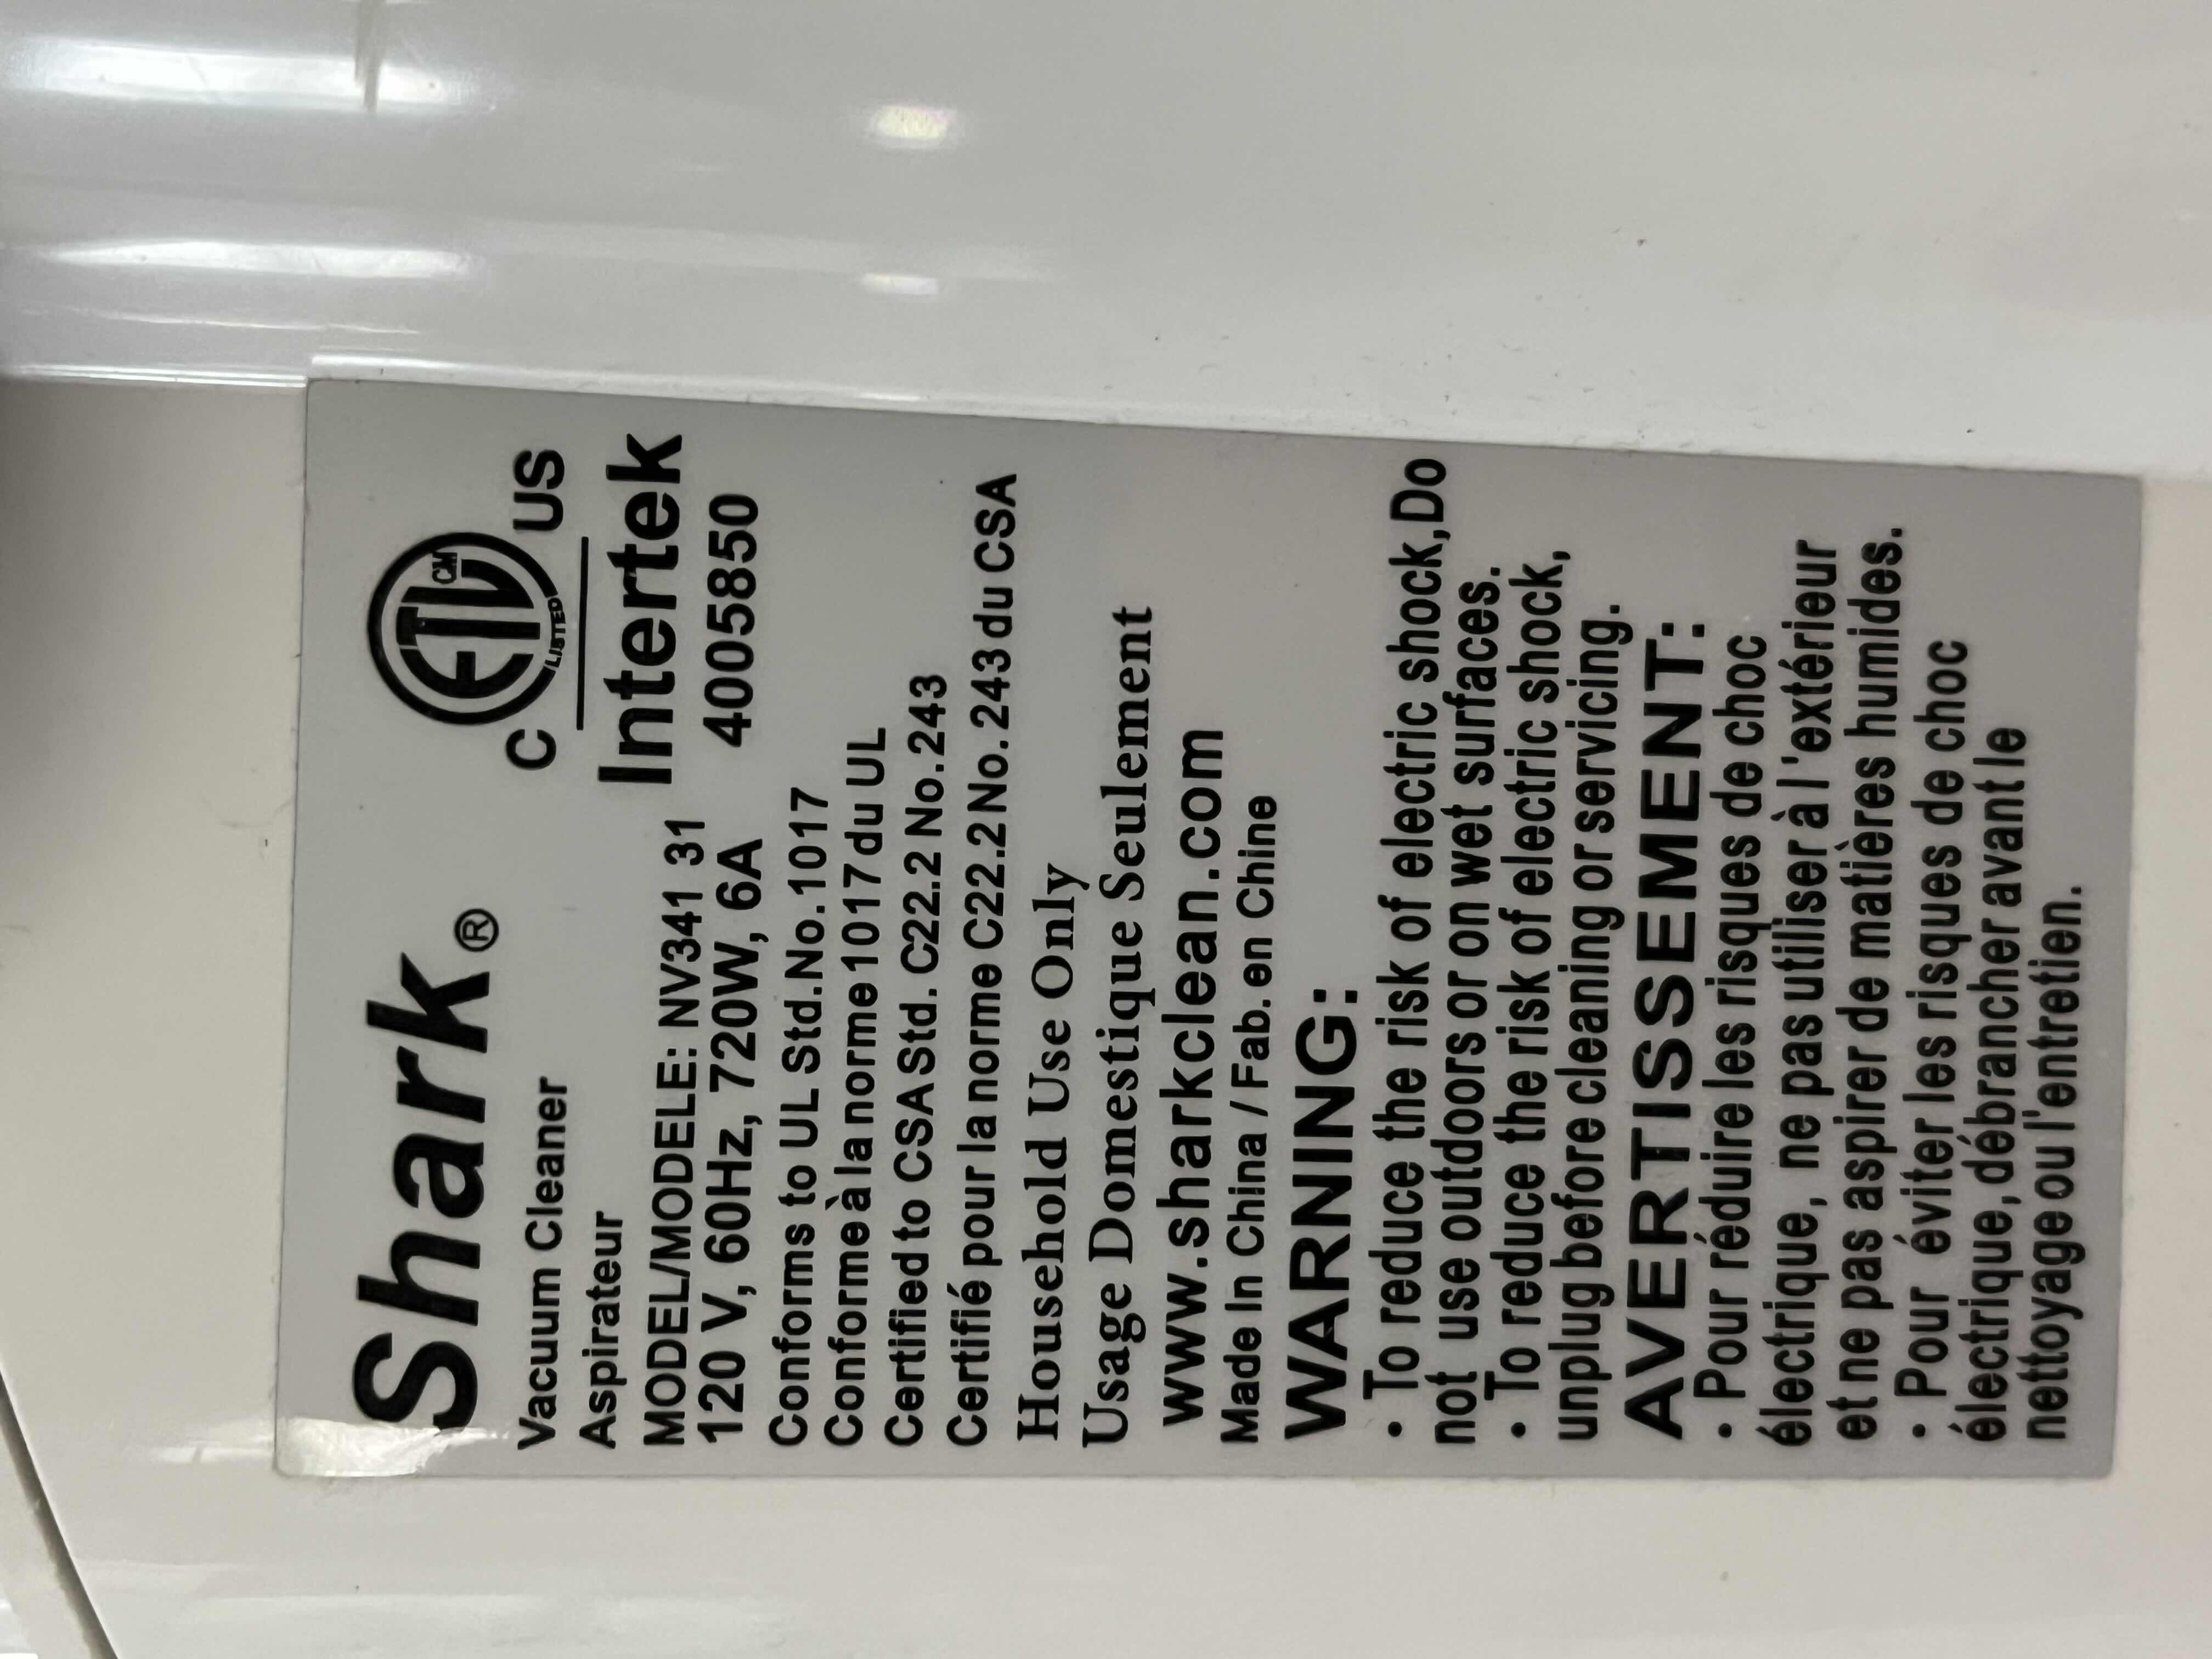 Shark®
C ETL CM LISTED US
Vacuum Cleaner
Aspirateur
Intertek
4005850
MODEL/MODELE: NV341 31
120 V, 60Hz, 720W, 6A
Conforms to UL Std.No.1017
Conforme à la norme 1017 du UL
Certified to CSA Std. C22.2 No.243
Certifié pour la norme C22.2 No.243 du CSA
Household Use Only
Usage Domestique Seulement
www.sharkclean.com
Made In China / Fab. en Chine
WARNING:
• To reduce the risk of electric shock,Do
not use outdoors or on wet surfaces.
• To reduce the risk of electric shock,
unplug before cleaning or servicing.
AVERTISSEMENT:
• Pour réduire les risques de choc
électrique, ne pas utiliser à l'extérieur
et ne pas aspirer de matières humides.
• Pour éviter les risques de choc
électrique,débrancher avant le
nettoyage ou l'entretien.